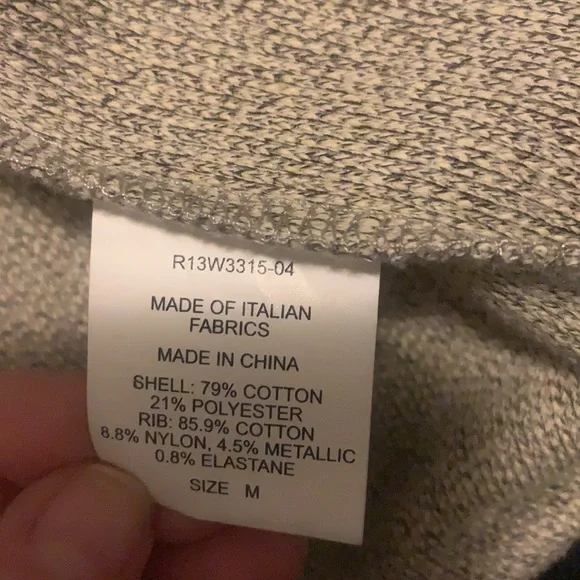 R13W3315-04
MADE OF ITALIAN
FABRICS
MADE IN CHINA
SHELL: 79% COTTON
21% POLYESTER
RIB: 85.9% COTTON
8.8% NYLON, 4.5% METALLIC
0.8% ELASTANE
SIZE M